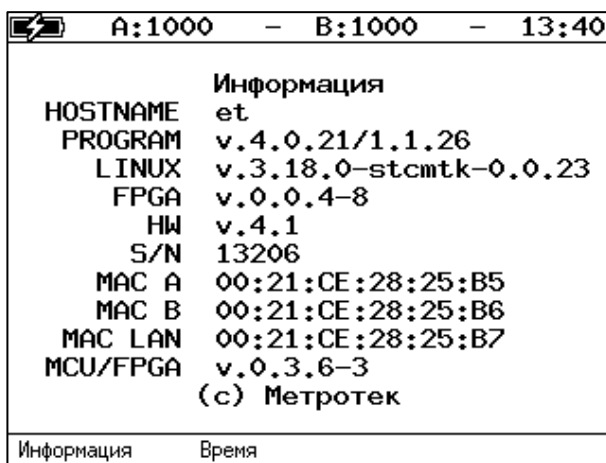 A:1000 – B:1000 – 13:40
Информация
HOSTNAME et
PROGRAM v.4.0.21/1.1.26
LINUX v.3.18.0-stcmtk-0.0.23
FPGA v.0.0.4-8
HW v.4.1
S/N 13206
MAC A 00:21:CE:28:25:B5
MAC B 00:21:CE:28:25:B6
MAC LAN 00:21:CE:28:25:B7
MCU/FPGA v.0.3.6-3
(c) Метротек
Информация Время